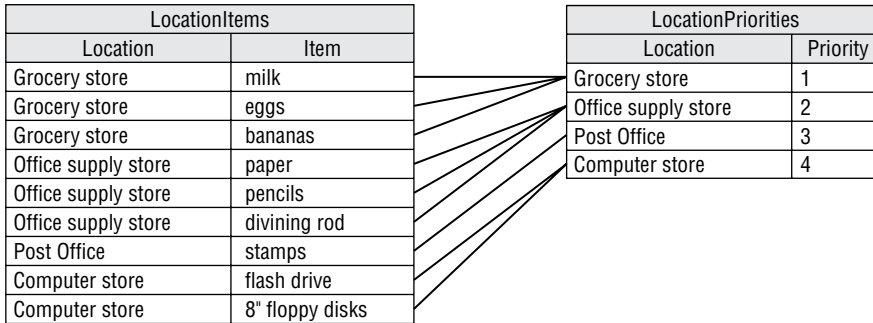 LocationItems
Location Item
Grocery store milk
Grocery store eggs
Grocery store bananas
Office supply store paper
Office supply store pencils
Office supply store divining rod
Post Office stamps
Computer store flash drive
Computer store 8" floppy disks
LocationPriorities
Location Priority
Grocery store 1
Office supply store 2
Post Office 3
Computer store 4